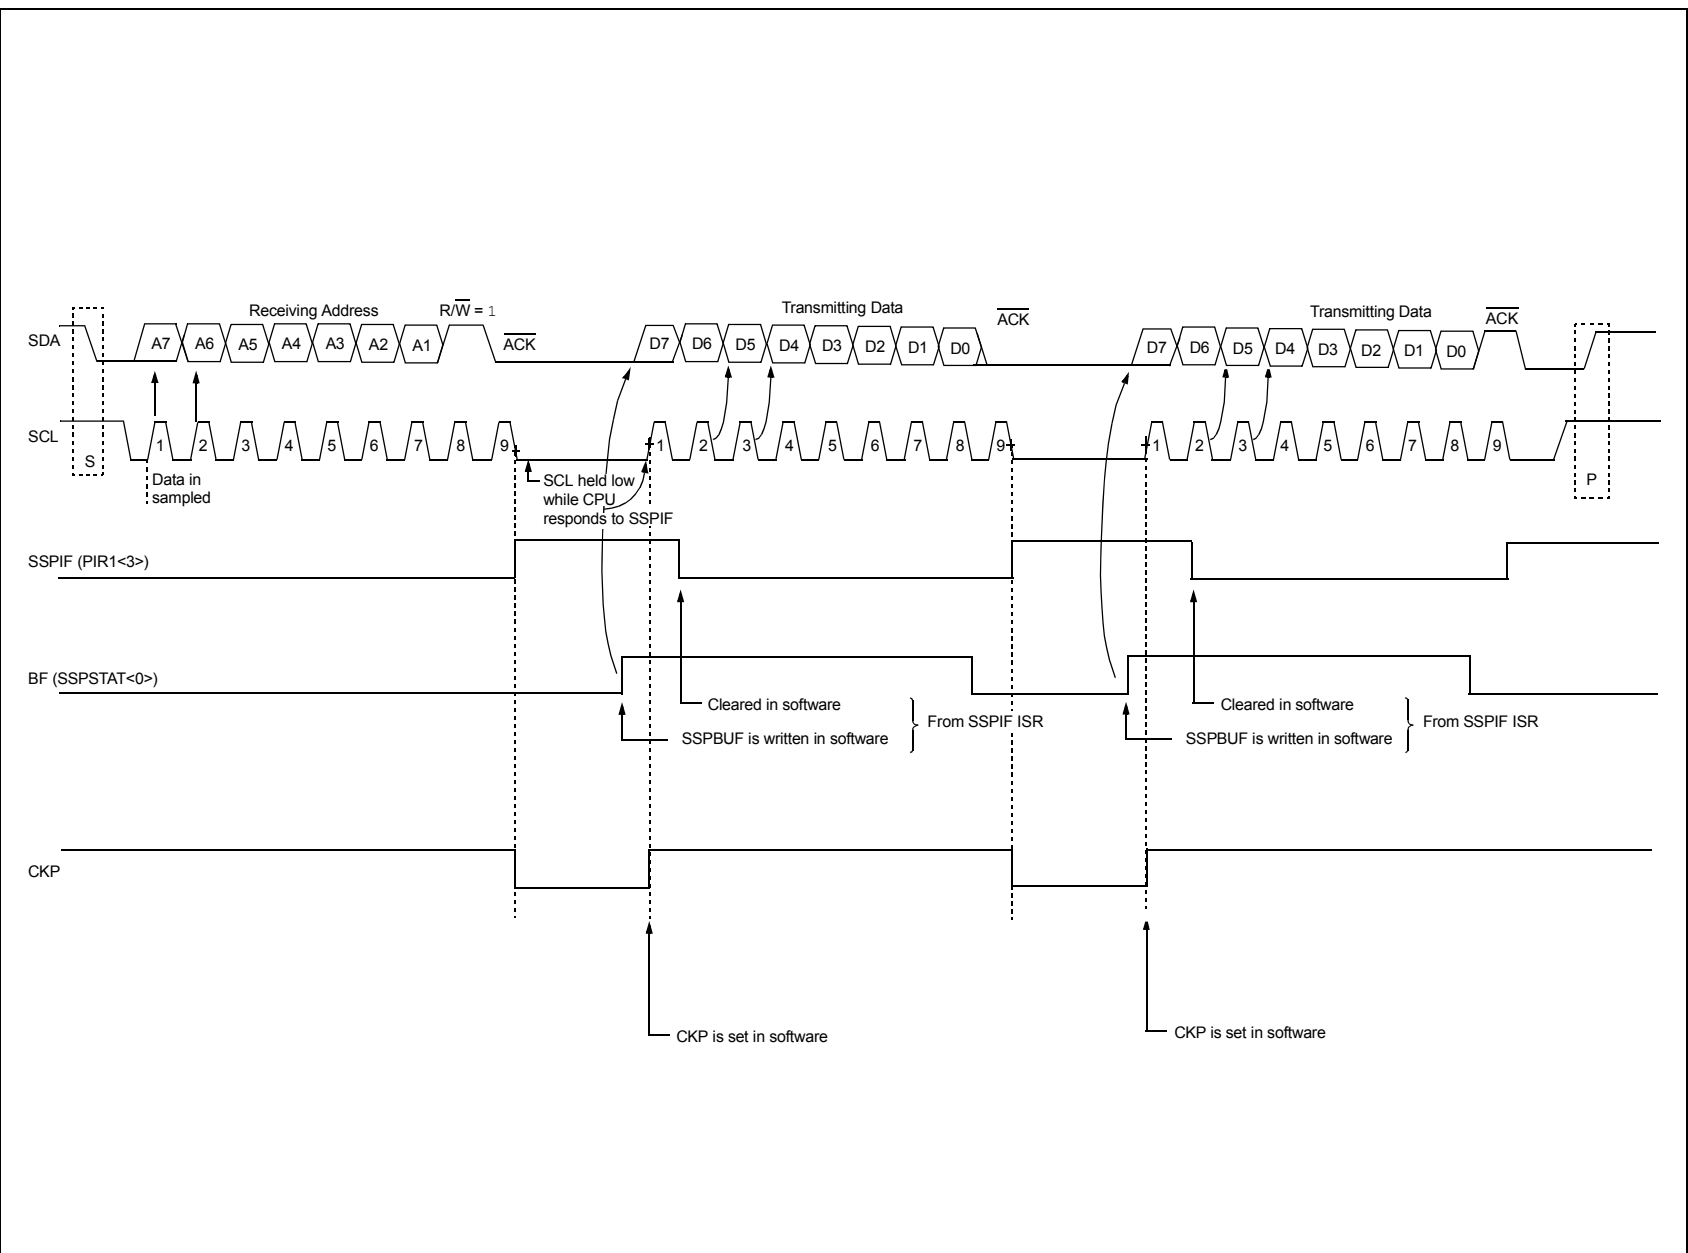 Receiving Address
R/W = 1
Transmitting Data
ACK
Transmitting Data
ACK
SDA
A7 A6 A5 A4 A3 A2 A1
ACK
D7 D6 D5 D4 D3 D2 D1 D0
D7 D6 D5 D4 D3 D2 D1 D0
SCL
S
1 2 3 4 5 6 7 8 9
1 2 3 4 5 6 7 8 9
1 2 3 4 5 6 7 8 9
P
Data in
sampled
SCL held low
while CPU
responds to SSPIF
SSPIF (PIR1<3>)
BF (SSPSTAT<0>)
Cleared in software
SSPBUF is written in software
From SSPIF ISR
Cleared in software
SSPBUF is written in software
From SSPIF ISR
CKP
CKP is set in software
CKP is set in software